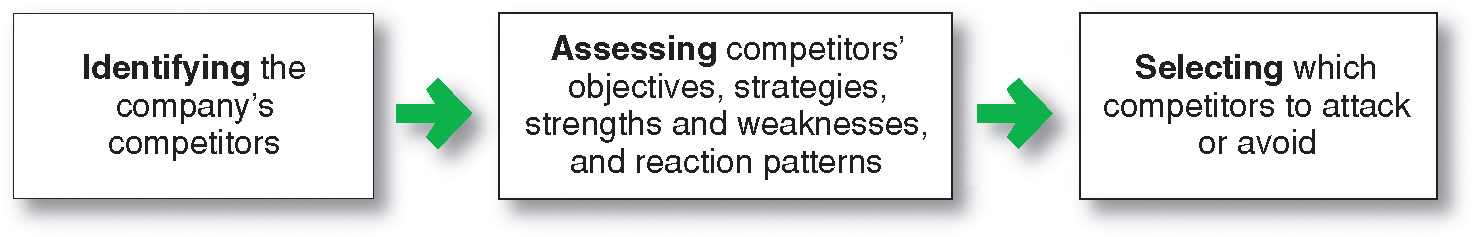 Identifying the
company’s
competitors
Assessing competitors’
objectives, strategies,
strengths and weaknesses,
and reaction patterns
Selecting which
competitors to attack
or avoid